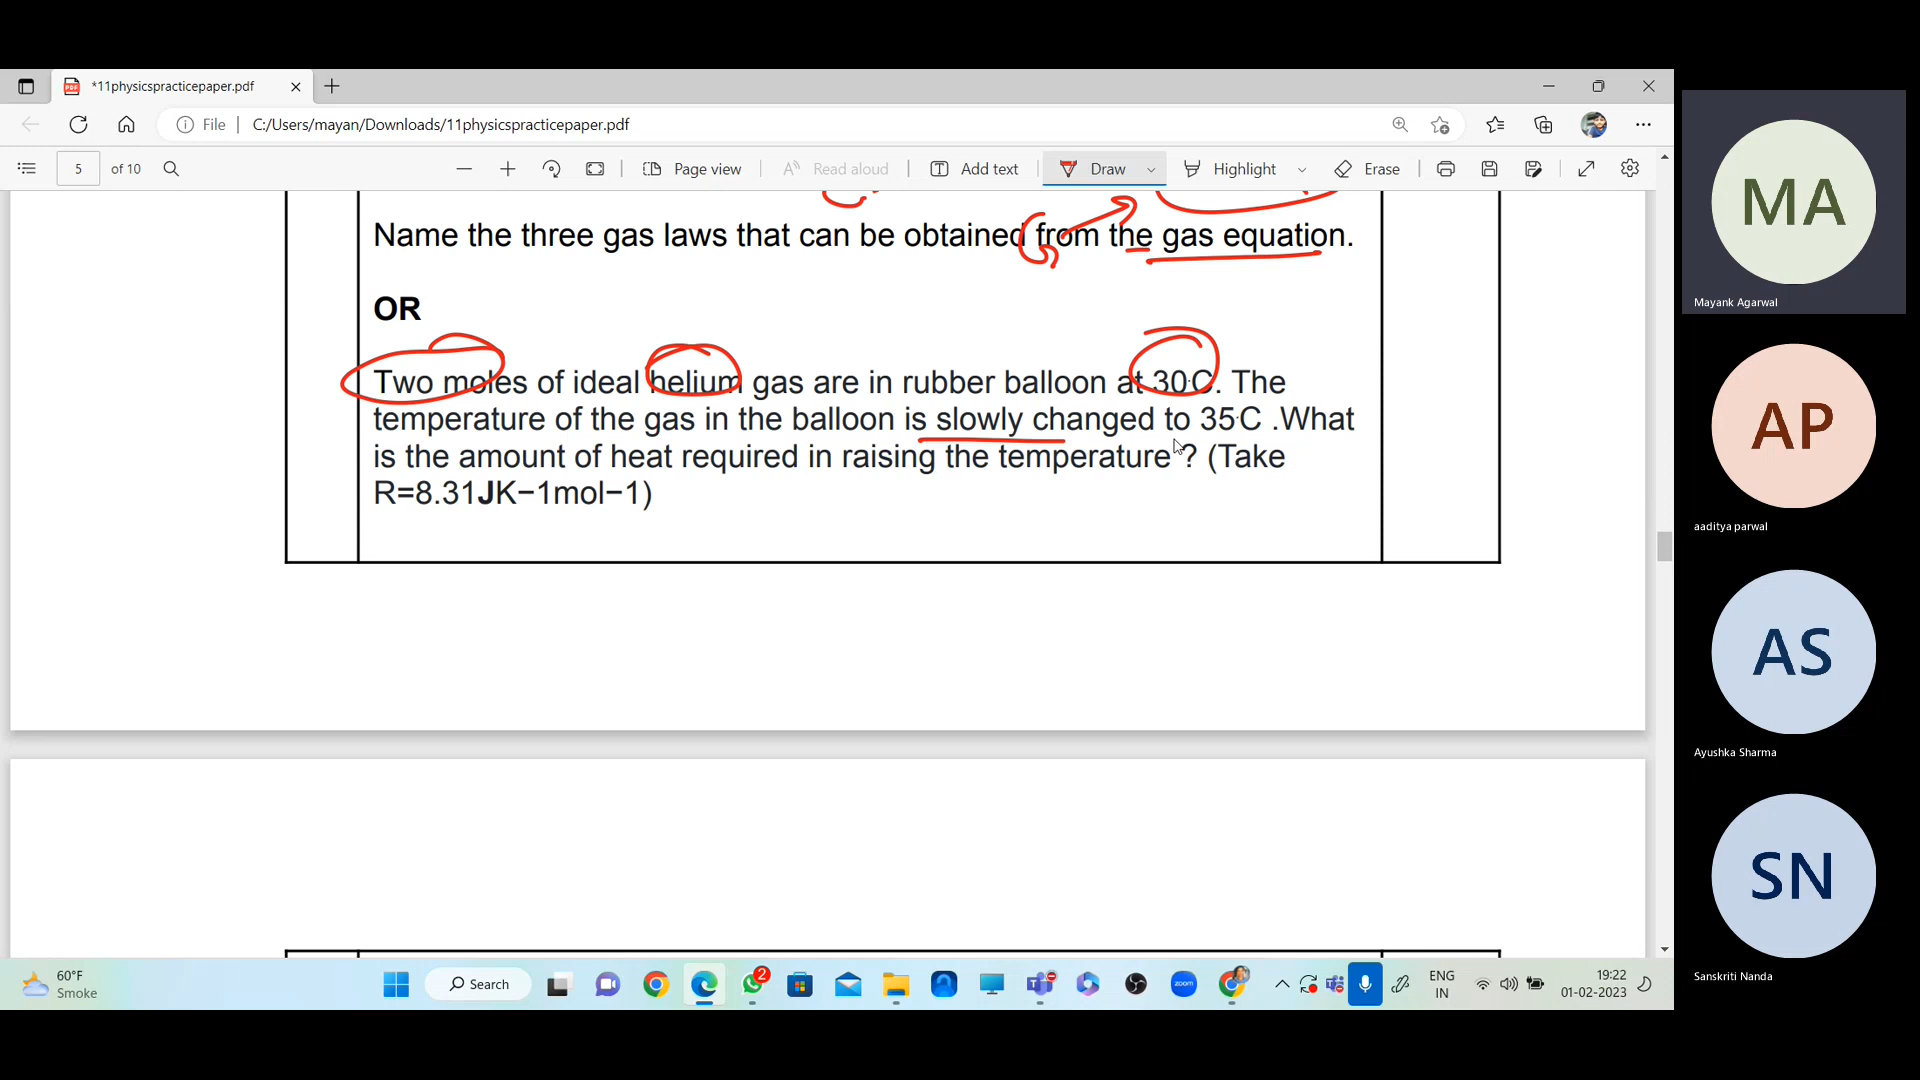 *11physicspracticepaper.pdf
File
C:/Users/mayan/Downloads/11physicspracticepaper.pdf
5 of 10
Page view
Read aloud
Add text
Draw
Highlight
Erase
Name the three gas laws that can be obtained from the gas equation.
OR
Two moles of ideal helium gas are in rubber balloon at 30·C. The
temperature of the gas in the balloon is slowly changed to 35·C .What
is the amount of heat required in raising the temperature ? (Take
R=8.31JK−1mol−1)
MA
Mayank Agarwal
AP
aaditya parwal
AS
Ayushka Sharma
SN
Sanskriti Nanda
60°F
Smoke
Search
2
zoom
ENG
IN
19:22
01-02-2023